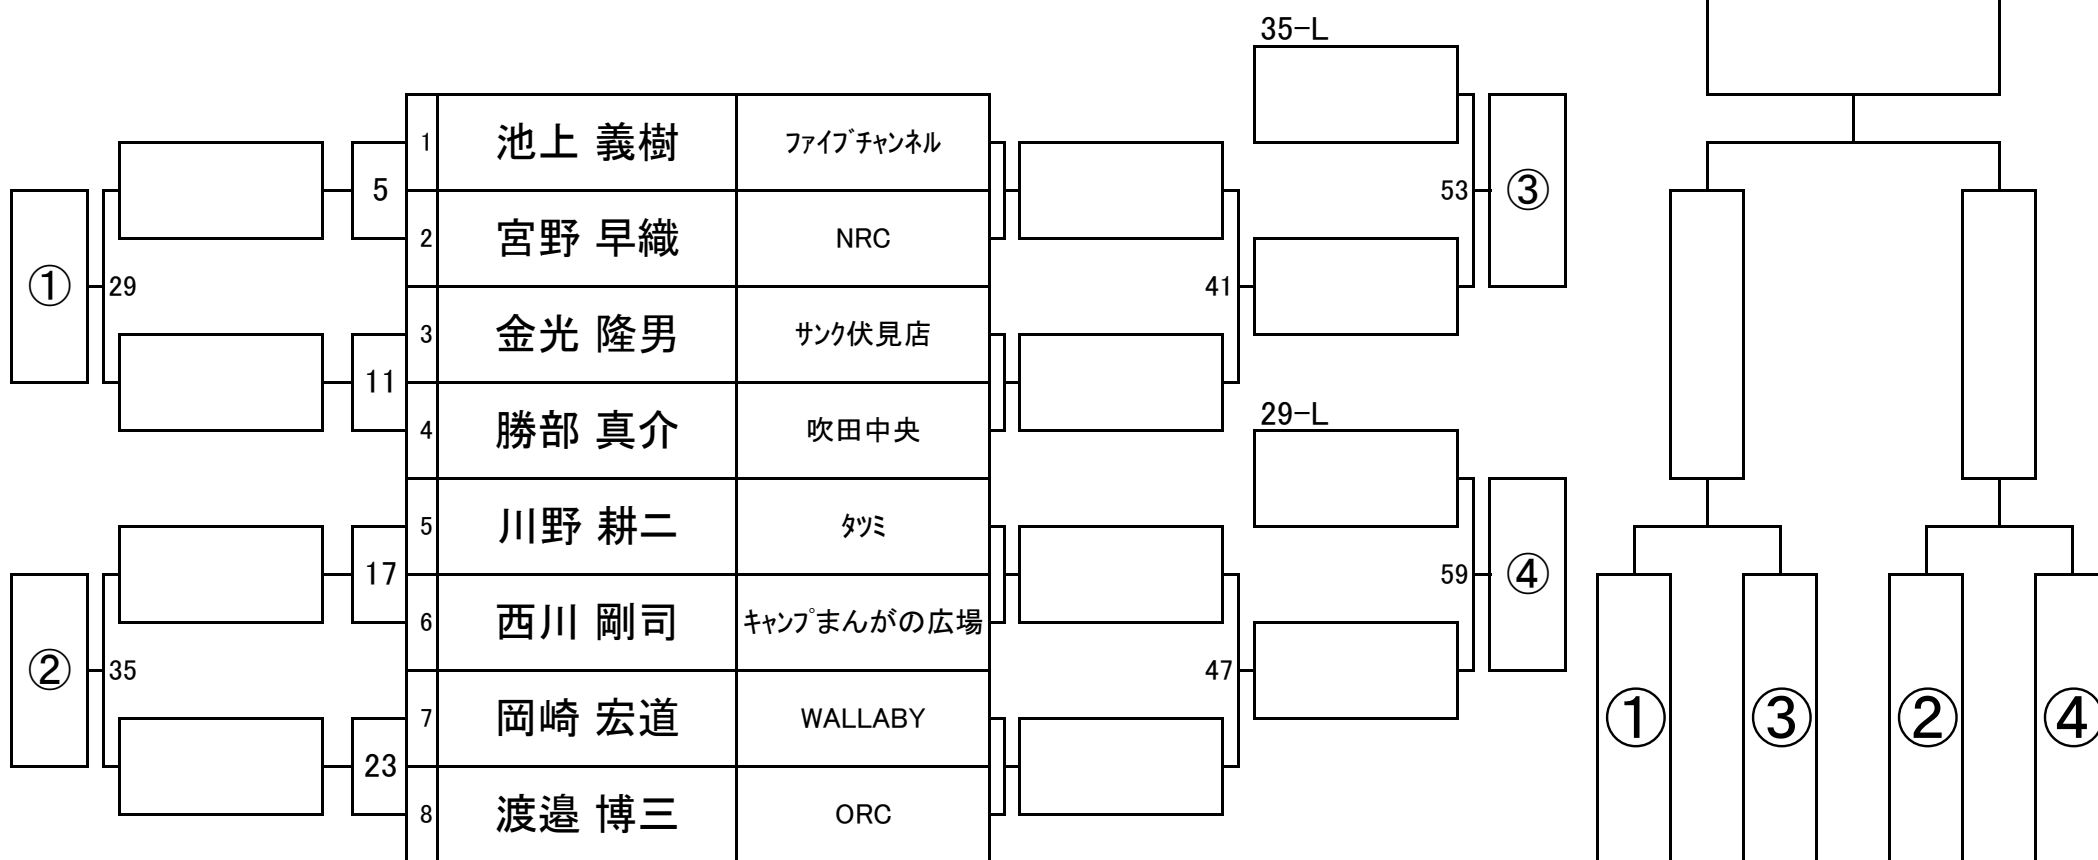 35-L
1 池上 義樹 ファイブチャンネル
5 53 ③
2 宮野 早織 NRC
① 29 41
3 金光 隆男 サンク伏見店
11
4 勝部 真介 吹田中央
29-L
5 川野 耕二 タツミ
17 59 ④
6 西川 剛司 キャンプまんがの広場
② 35 47
7 岡崎 宏道 WALLABY
① ③ ② ④
23
8 渡邉 博三 ORC